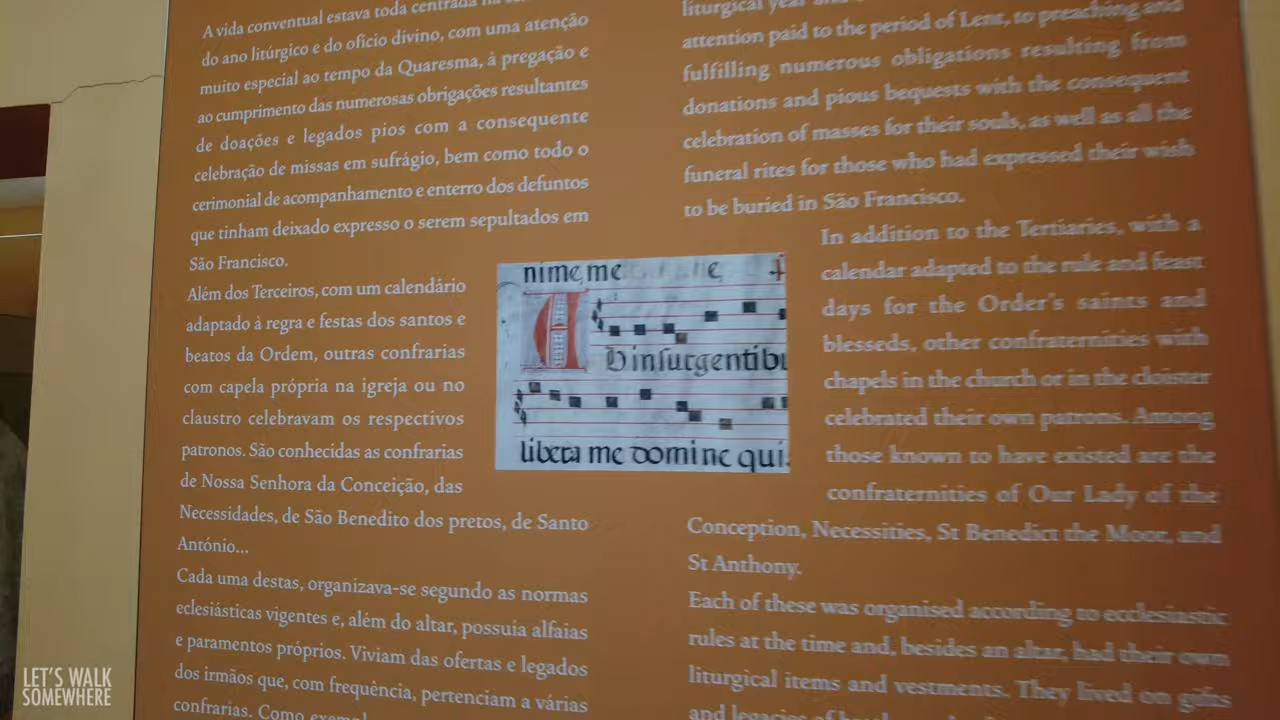 A vida conventual estava toda centrada
do ano litúrgico e do ofício divino, com uma atenção
muito especial ao tempo da Quaresma, à pregação e
ao cumprimento das numerosas obrigações resultantes
de doações e legados pios com a consequente
celebração de missas em sufrágio, bem como todo o
cerimonial de acompanhamento e enterro dos defuntos
que tinham deixado expresso o serem sepultados em
São Francisco.
Além dos Terceiros, com um calendário
adaptado à regra e festas dos santos e
beatos da Ordem, outras confrarias
com capela própria na igreja ou no
claustro celebravam os respectivos
patronos. São conhecidas as confrarias
de Nossa Senhora da Conceição, das
Necessidades, de São Benedito dos pretos, de Santo
António...
Cada uma destas, organizava-se segundo as normas
eclesiásticas vigentes e, além do altar, possuia alfaias
e paramentos próprios. Viviam das ofertas e legados
dos irmãos que, com frequência, pertenciam a várias
confrarias. Como
nime me
insurgentibu
libera me domine qui
liturgical year
attention paid to the period of Lent, to preaching and
fulfilling numerous obligations resulting from
donations and pious bequests with the consequent
celebration of masses for their souls, as well as all the
funeral rites for those who had expressed their wish
to be buried in São Francisco.
In addition to the Tertiaries, with a
calendar adapted to the rule and feast
days for the Order's saints and
blesseds, other confraternities with
chapels in the church or in the cloister
celebrated their own patrons. Among
those known to have existed are the
confraternities of Our Lady of the
Conception, Necessities, St Benedict the Moor, and
St Anthony.
Each of these was organised according to ecclesiastic
rules at the time and, besides an altar, had their own
liturgical items and vestments. They lived on gifts
and legacies of
LET'S WALK
SOMEWHERE